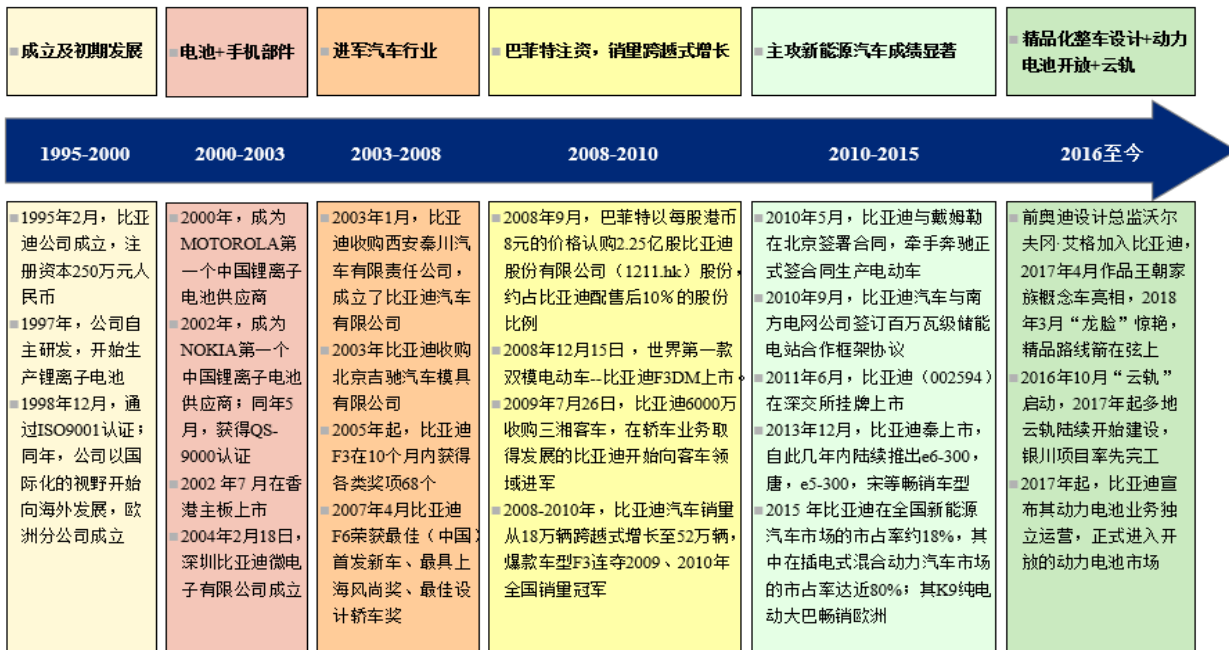 成立及初期发展
电池+手机部件
进军汽车行业
巴菲特注资，销量跨越式增长
主攻新能源汽车成绩显著
精品化整车设计+动力
电池开放+云轨
1995-2000
2000-2003
2003-2008
2008-2010
2010-2015
2016至今
1995年2月，比亚
迪公司成立，注
册资本250万元人
民币
1997年，公司自
主研发，开始生
产锂离子电池
1998年12月，通
过ISO9001认证；
同年，公司以国
际化的视野开始
向海外发展，欧
洲分公司成立
2000年，成为
MOTOROLA第
一个中国锂离子
电池供应商
2002年，成为
NOKIA第一个
中国锂离子电池
供应商；同年5
月，获得QS-
9000认证
2002 年7 月在香
港主板上市
2004年2月18日，
深圳比亚迪微电
子有限公司成立
2003年1月，比亚
迪收购西安秦川汽
车有限责任公司，
成立了比亚迪汽车
有限公司
2003年比亚迪收购
北京吉驰汽车模具
有限公司
2005年起，比亚迪
F3在10个月内获得
各类奖项68个
2007年4月比亚迪
F6荣获最佳（中国）
首发新车、最具上
海风尚奖、最佳设
计轿车奖
2008年9月，巴菲特以每股港币
8元的价格认购2.25亿股比亚迪
股份有限公司（1211.hk）股份，
约占比亚迪配售后10%的股份
比例
2008年12月15日，世界第一款
双模电动车--比亚迪F3DM上市。
2009年7月26日，比亚迪6000万
收购三湘客车，在轿车业务取
得发展的比亚迪开始向客车领
域进军
2008-2010年，比亚迪汽车销量
从18万辆跨越式增长至52万辆，
爆款车型F3连夺2009、2010年
全国销量冠军
2010年5月，比亚迪与戴姆勒
在北京签署合同，牵手奔驰正
式签合同生产电动车
2010年9月，比亚迪汽车与南
方电网公司签订百万瓦级储能
电站合作框架协议
2011年6月，比亚迪（002594）
在深交所挂牌上市
2013年12月，比亚迪秦上市，
自此几年内陆续推出e6-300，
唐，e5-300，宋等畅销车型
2015 年比亚迪在全国新能源
汽车市场的市占率约18%，其
中在插电式混合动力汽车市场
的市占率达近80%；其K9纯电
动大巴畅销欧洲
前奥迪设计总监沃尔
夫冈·艾格加入比亚迪，
2017年4月作品王朝家
族概念车亮相，2018
年3月“龙脸”惊艳，
精品路线箭在弦上
2016年10月“云轨”
启动，2017年起多地
云轨陆续开始建设，
银川项目率先完工
2017年起，比亚迪宣
布其动力电池业务独
立运营，正式进入开
放的动力电池市场